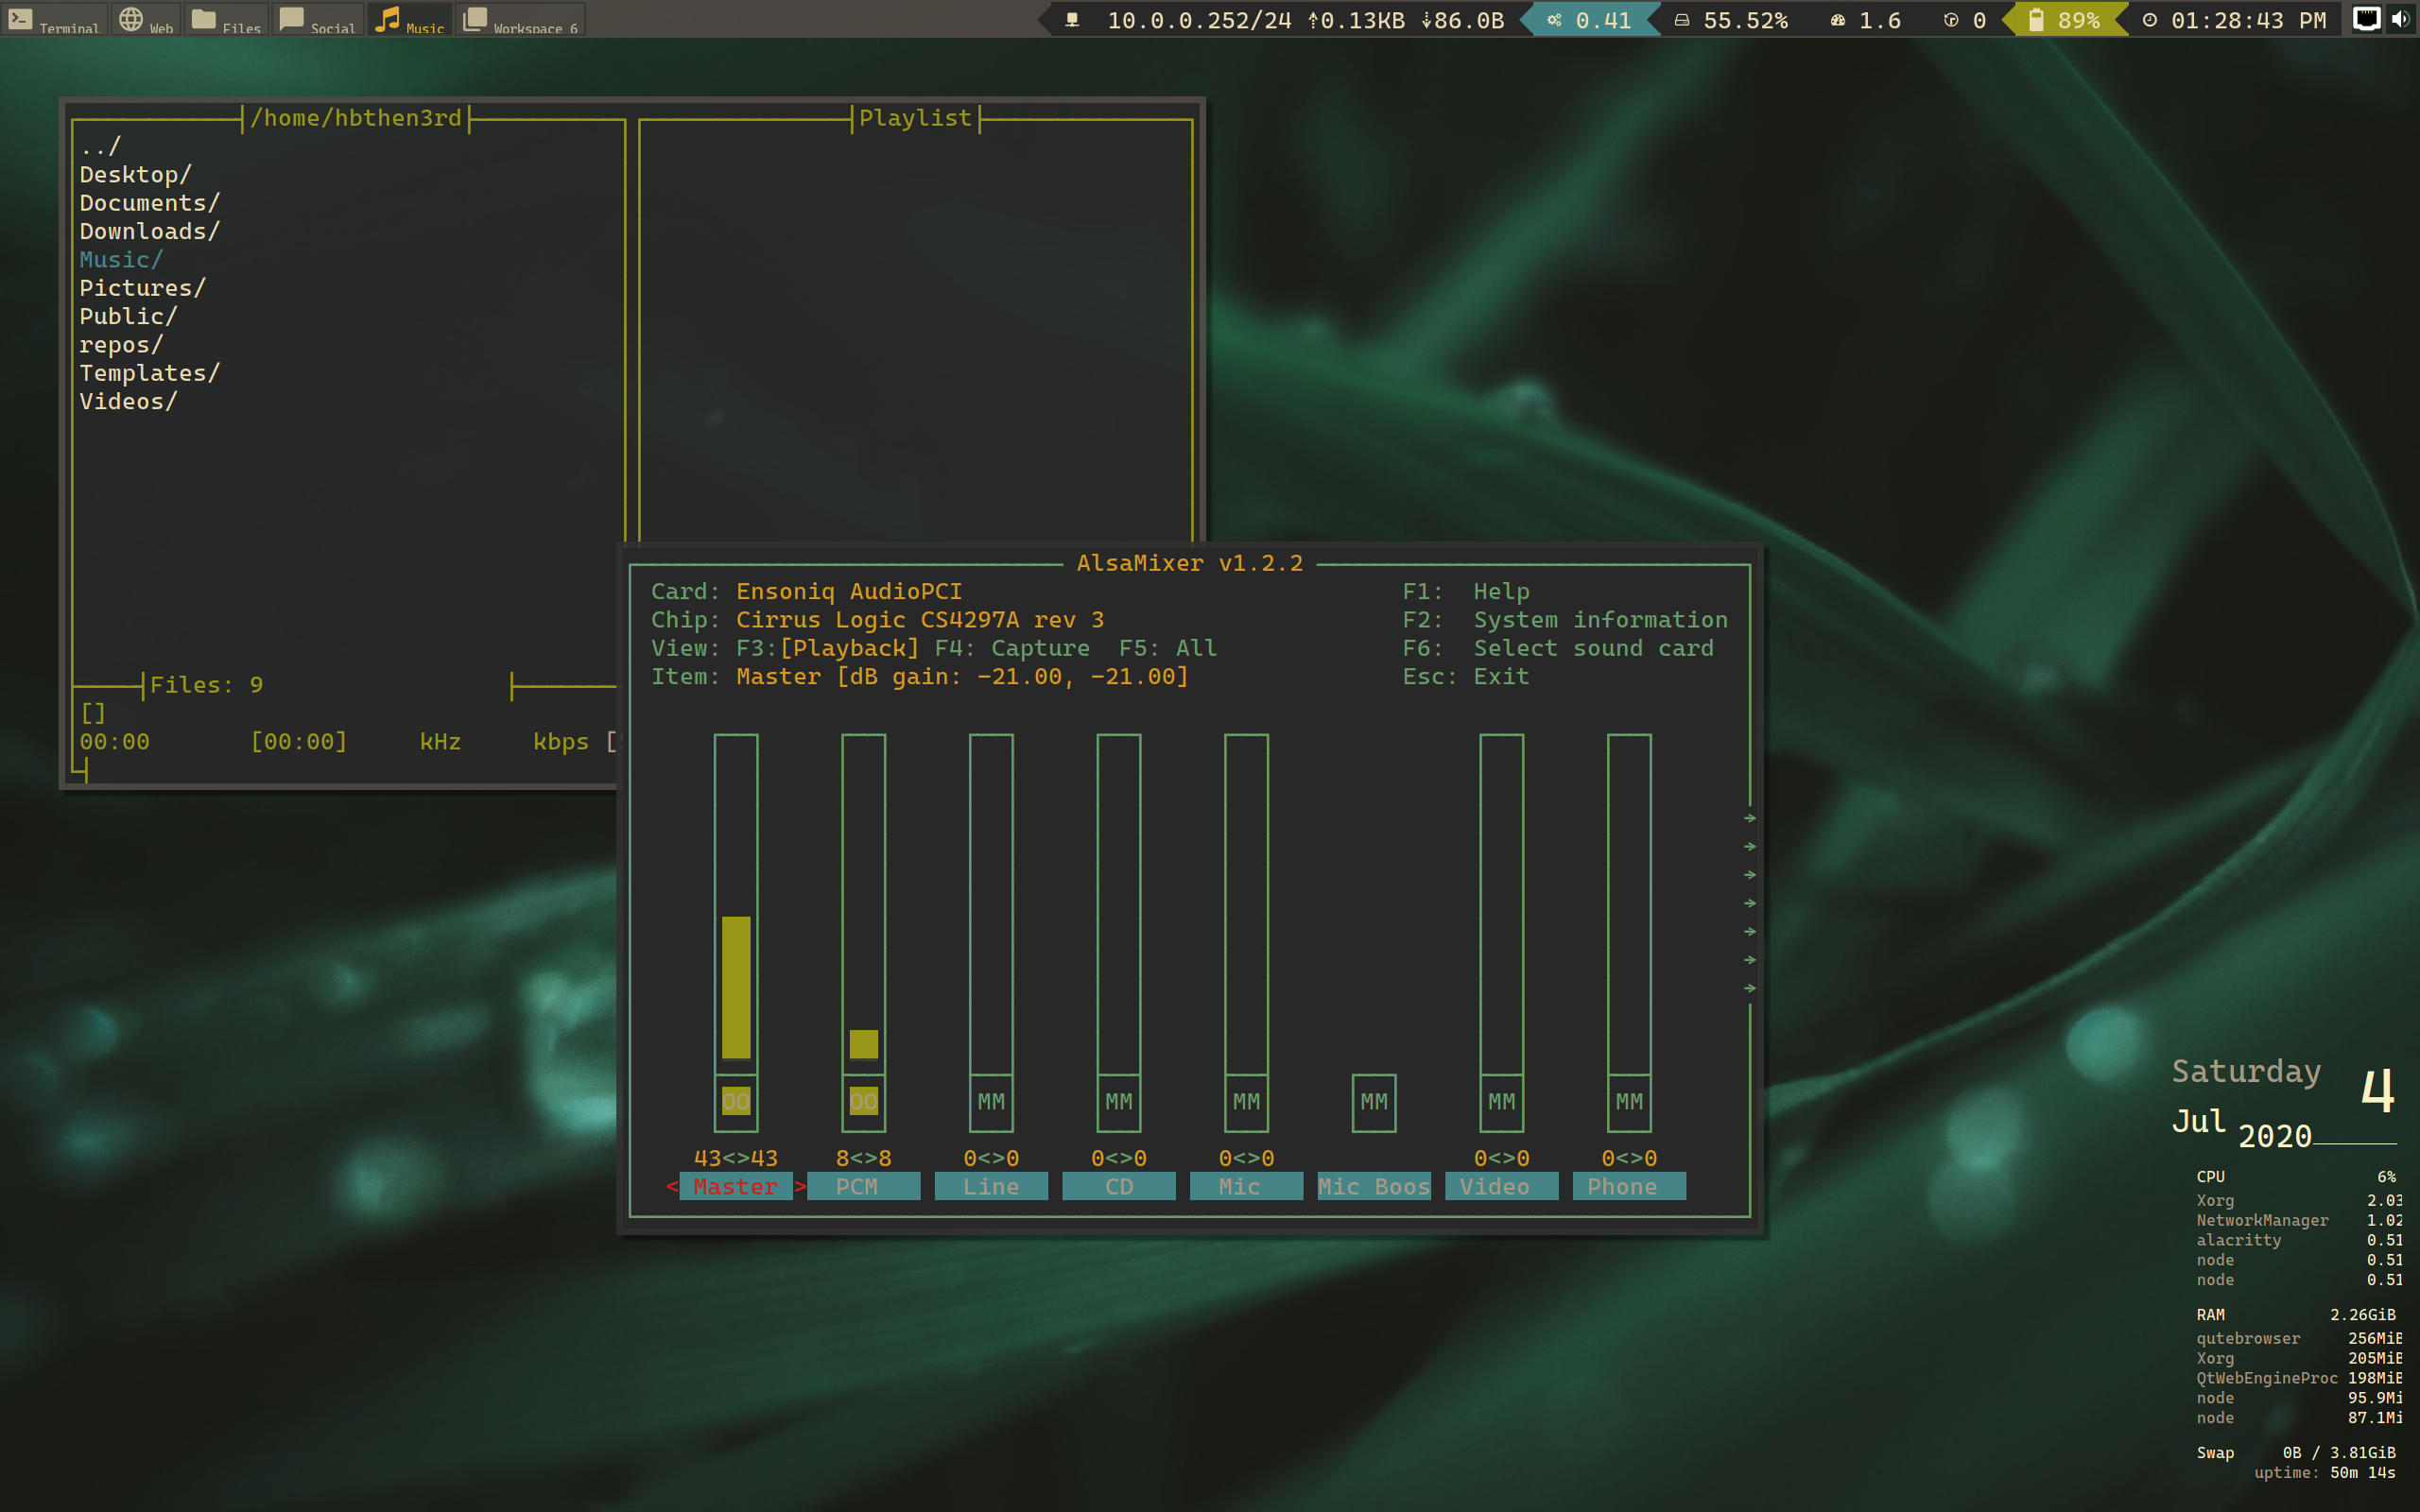 Terminal Web Files Social Music Workspace 6
10.0.0.252/24 ⇡0.13KB ⇣86.0B 0.41 55.52% 1.6 0 89% 01:28:43 PM
/home/hbthen3rd
Playlist
../
Desktop/
Documents/
Downloads/
Music/
Pictures/
Public/
repos/
Templates/
Videos/
Files: 9
[]
00:00 [00:00] kHz kbps [
AlsaMixer v1.2.2
Card: Ensoniq AudioPCI F1: Help
Chip: Cirrus Logic CS4297A rev 3 F2: System information
View: F3:[Playback] F4: Capture F5: All F6: Select sound card
Item: Master [dB gain: −21.00, −21.00] Esc: Exit
OO OO MM MM MM MM MM MM
43<>43 8<>8 0<>0 0<>0 0<>0 0<>0 0<>0
< Master > PCM Line CD Mic Mic Boos Video Phone
Saturday 4
Jul 2020
CPU 6%
Xorg 2.03
NetworkManager 1.02
alacritty 0.51
node 0.51
node 0.51
RAM 2.26GiB
qutebrowser 256MiB
Xorg 205MiB
QtWebEngineProc 198MiB
node 95.9Mi
node 87.1Mi
Swap 0B / 3.81GiB
uptime: 50m 14s